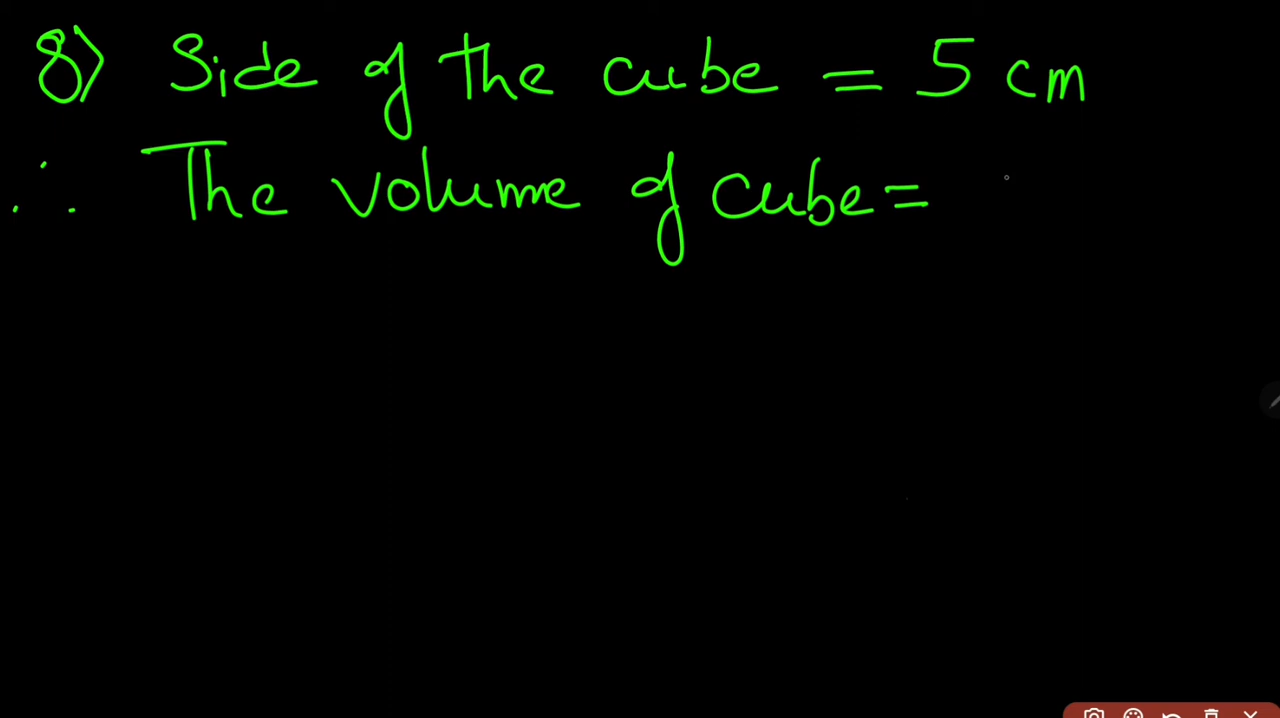 8) Side of the cube = 5 cm
∴ The volume of cube =